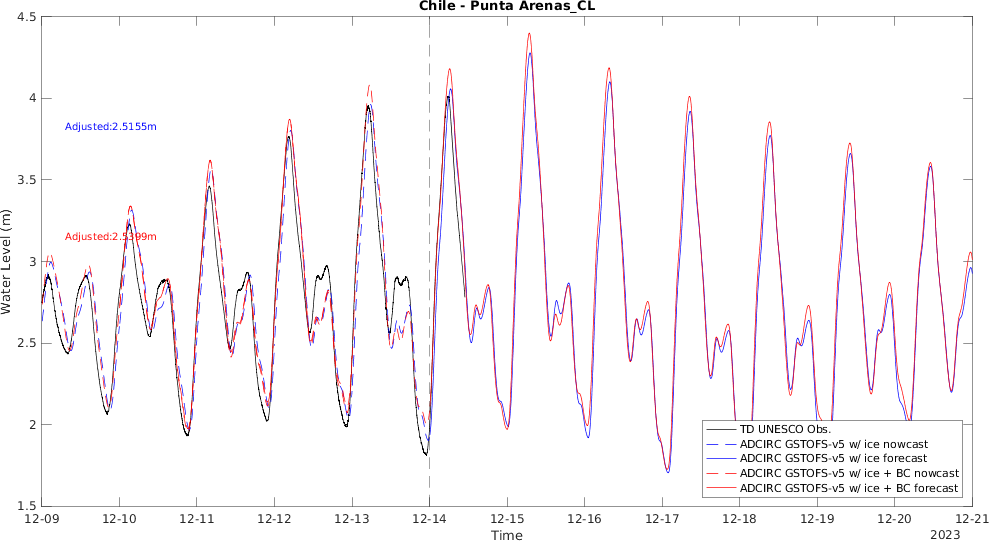 Chile - Punta Arenas_CL
4.5
4
3.5
3
2.5
2
1.5
Water Level (m)
Adjusted:2.5155m
Adjusted:2.5399m
TD UNESCO Obs.
ADCIRC GSTOFS-v5 w/ ice nowcast
ADCIRC GSTOFS-v5 w/ ice forecast
ADCIRC GSTOFS-v5 w/ ice + BC nowcast
ADCIRC GSTOFS-v5 w/ ice + BC forecast
12-09 12-10 12-11 12-12 12-13 12-14 12-15 12-16 12-17 12-18 12-19 12-20 12-21
Time
2023